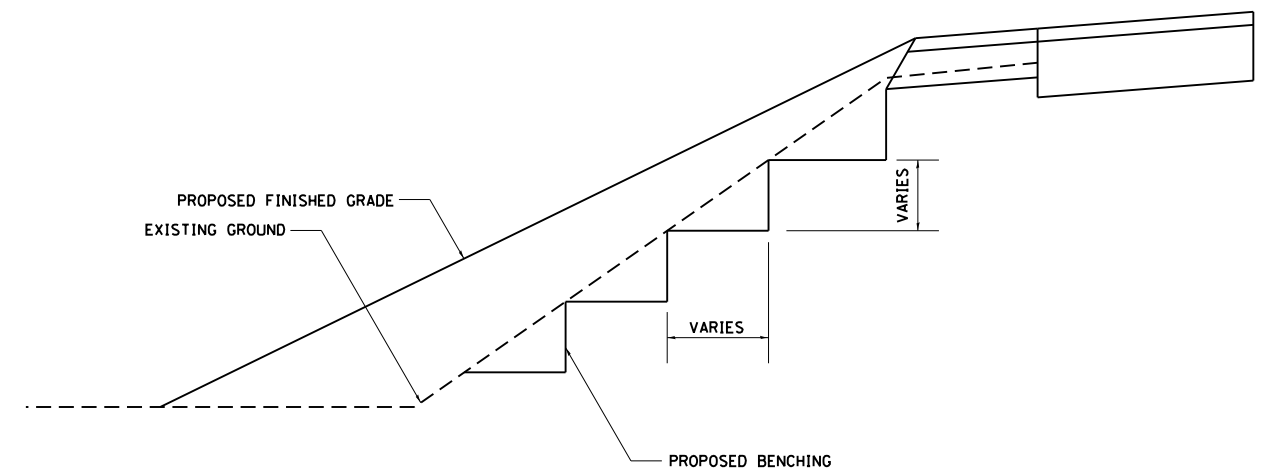 PROPOSED FINISHED GRADE
EXISTING GROUND
VARIES
VARIES
PROPOSED BENCHING